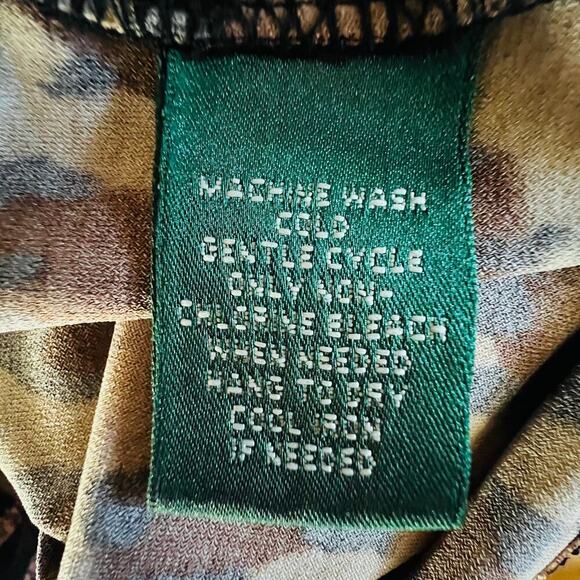 MACHINE WASH
COLD
GENTLE CYCLE
ONLY NON-
CHLORINE BLEACH
WHEN NEEDED
HANG TO DRY
COOL IRON
IF NEEDED